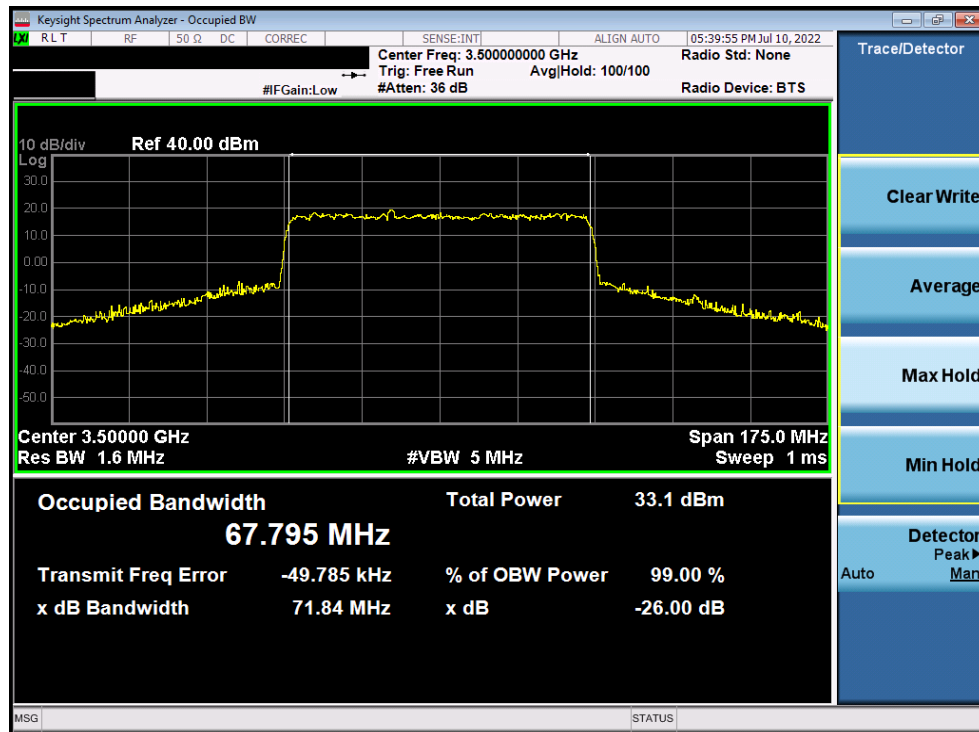 Keysight Spectrum Analyzer - Occupied BW
LXI RLT RF 50 Ω DC CORREC SENSE:INT ALIGN AUTO 05:39:55 PM Jul 10, 2022
Center Freq: 3.500000000 GHz Radio Std: None
Trig: Free Run Avg|Hold: 100/100
#IFGain:Low #Atten: 36 dB Radio Device: BTS
10 dB/div Ref 40.00 dBm
Log
30.0
20.0
10.0
0.00
-10.0
-20.0
-30.0
-40.0
-50.0
Center 3.50000 GHz Span 175.0 MHz
Res BW 1.6 MHz #VBW 5 MHz Sweep 1 ms
Occupied Bandwidth Total Power 33.1 dBm
67.795 MHz
Transmit Freq Error -49.785 kHz % of OBW Power 99.00 %
x dB Bandwidth 71.84 MHz x dB -26.00 dB
MSG STATUS
Trace/Detector
Clear Write
Average
Max Hold
Min Hold
Detector
Peak▶
Auto Man